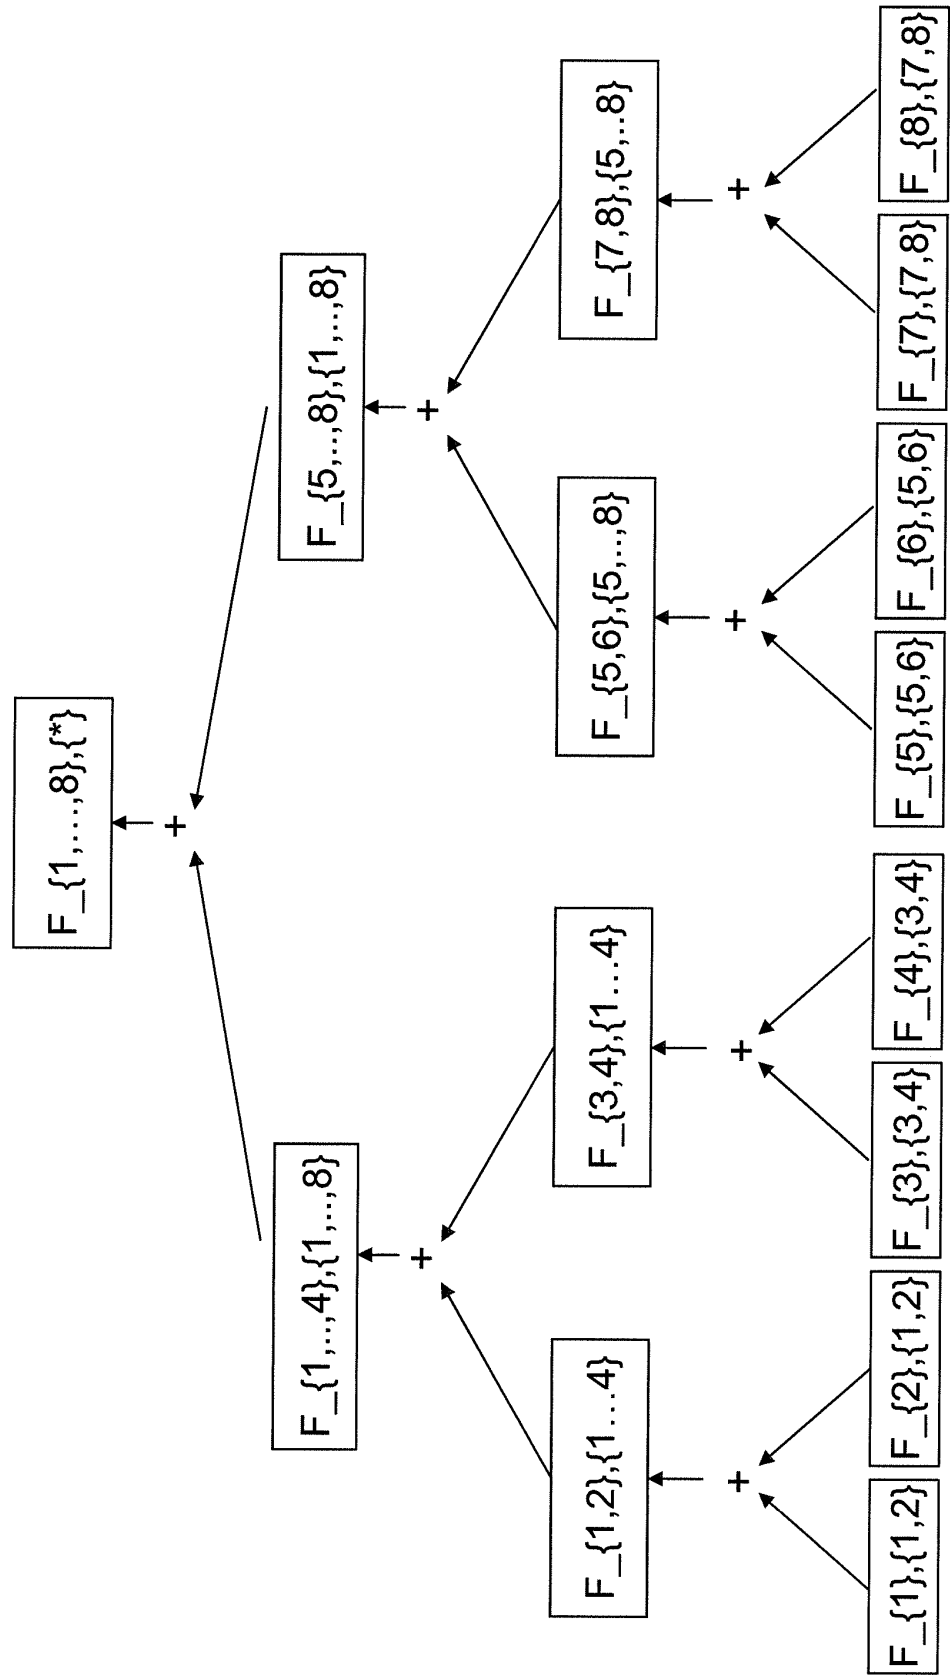 F_{1,....,8},{*}
+
F_{1,..,4},{1,..,8}
F_{5,..,8},{1,..,8}
+
+
F_{1,2},{1...4}
F_{3,4},{1...4}
F_{5,6},{5,..,8}
F_{7,8},{5,..8}
+
+
+
+
F_{1},{1,2}
F_{2},{1,2}
F_{3},{3,4}
F_{4},{3,4}
F_{5},{5,6}
F_{6},{5,6}
F_{7},{7,8}
F_{8},{7,8}